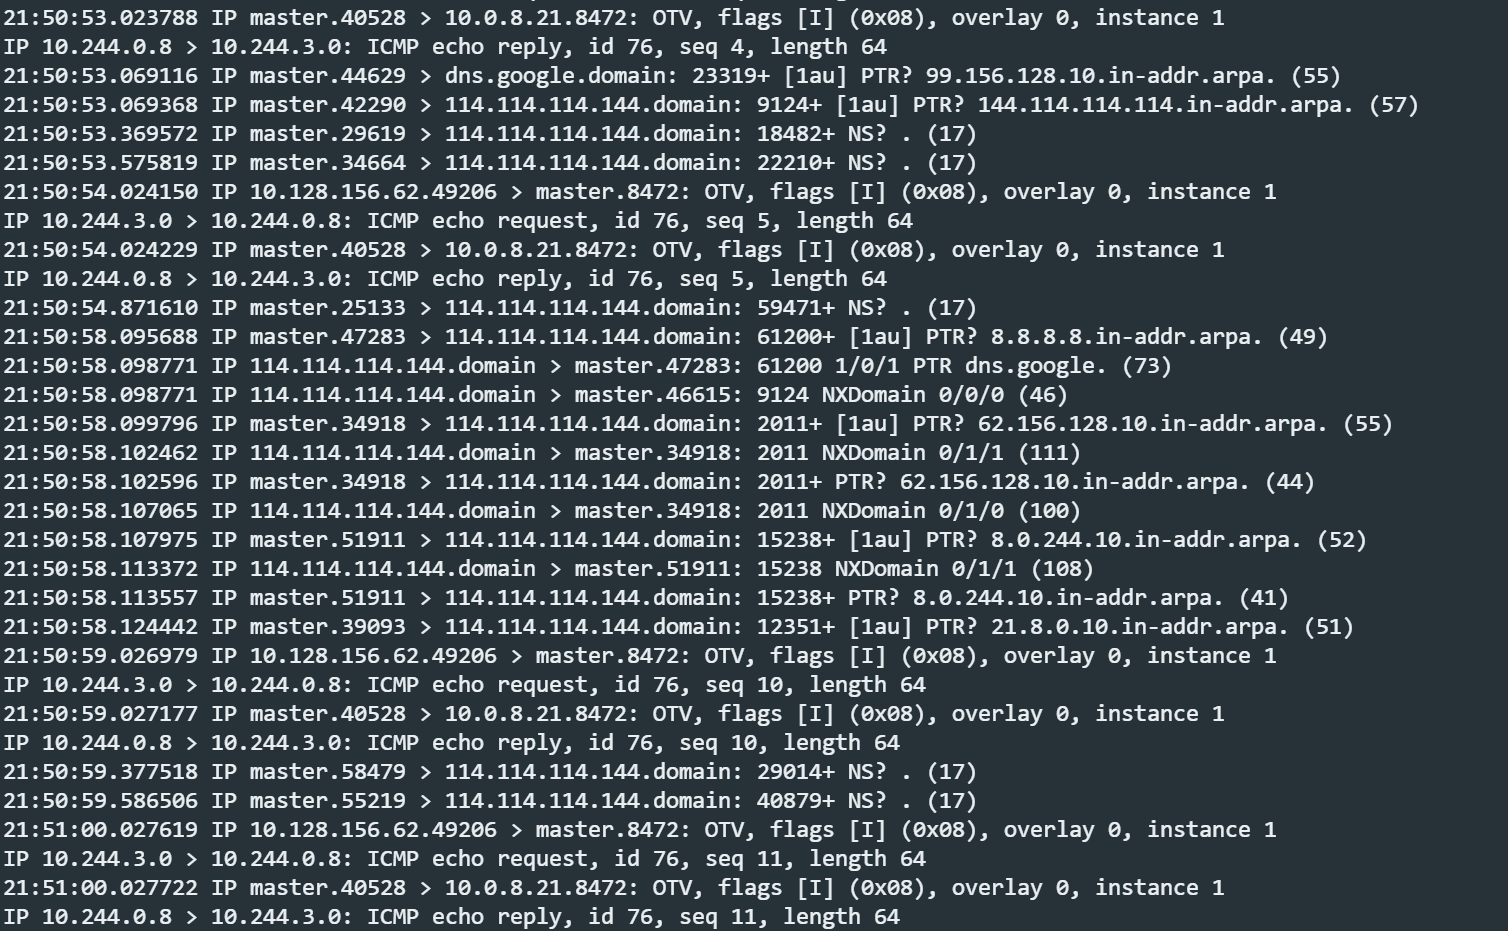 21:50:53.023788 IP master.40528 > 10.0.8.21.8472: OTV, flags [I] (0x08), overlay 0, instance 1
IP 10.244.0.8 > 10.244.3.0: ICMP echo reply, id 76, seq 4, length 64
21:50:53.069116 IP master.44629 > dns.google.domain: 23319+ [1au] PTR? 99.156.128.10.in-addr.arpa. (55)
21:50:53.069368 IP master.42290 > 114.114.114.144.domain: 9124+ [1au] PTR? 144.114.114.114.in-addr.arpa. (57)
21:50:53.369572 IP master.29619 > 114.114.114.144.domain: 18482+ NS? . (17)
21:50:53.575819 IP master.34664 > 114.114.114.144.domain: 22210+ NS? . (17)
21:50:54.024150 IP 10.128.156.62.49206 > master.8472: OTV, flags [I] (0x08), overlay 0, instance 1
IP 10.244.3.0 > 10.244.0.8: ICMP echo request, id 76, seq 5, length 64
21:50:54.024229 IP master.40528 > 10.0.8.21.8472: OTV, flags [I] (0x08), overlay 0, instance 1
IP 10.244.0.8 > 10.244.3.0: ICMP echo reply, id 76, seq 5, length 64
21:50:54.871610 IP master.25133 > 114.114.114.144.domain: 59471+ NS? . (17)
21:50:58.095688 IP master.47283 > 114.114.114.144.domain: 61200+ [1au] PTR? 8.8.8.8.in-addr.arpa. (49)
21:50:58.098771 IP 114.114.114.144.domain > master.47283: 61200 1/0/1 PTR dns.google. (73)
21:50:58.098771 IP 114.114.114.144.domain > master.46615: 9124 NXDomain 0/0/0 (46)
21:50:58.099796 IP master.34918 > 114.114.114.144.domain: 2011+ [1au] PTR? 62.156.128.10.in-addr.arpa. (55)
21:50:58.102462 IP 114.114.114.144.domain > master.34918: 2011 NXDomain 0/1/1 (111)
21:50:58.102596 IP master.34918 > 114.114.114.144.domain: 2011+ PTR? 62.156.128.10.in-addr.arpa. (44)
21:50:58.107065 IP 114.114.114.144.domain > master.34918: 2011 NXDomain 0/1/0 (100)
21:50:58.107975 IP master.51911 > 114.114.114.144.domain: 15238+ [1au] PTR? 8.0.244.10.in-addr.arpa. (52)
21:50:58.113372 IP 114.114.114.144.domain > master.51911: 15238 NXDomain 0/1/1 (108)
21:50:58.113557 IP master.51911 > 114.114.114.144.domain: 15238+ PTR? 8.0.244.10.in-addr.arpa. (41)
21:50:58.124442 IP master.39093 > 114.114.114.144.domain: 12351+ [1au] PTR? 21.8.0.10.in-addr.arpa. (51)
21:50:59.026979 IP 10.128.156.62.49206 > master.8472: OTV, flags [I] (0x08), overlay 0, instance 1
IP 10.244.3.0 > 10.244.0.8: ICMP echo request, id 76, seq 10, length 64
21:50:59.027177 IP master.40528 > 10.0.8.21.8472: OTV, flags [I] (0x08), overlay 0, instance 1
IP 10.244.0.8 > 10.244.3.0: ICMP echo reply, id 76, seq 10, length 64
21:50:59.377518 IP master.58479 > 114.114.114.144.domain: 29014+ NS? . (17)
21:50:59.586506 IP master.55219 > 114.114.114.144.domain: 40879+ NS? . (17)
21:51:00.027619 IP 10.128.156.62.49206 > master.8472: OTV, flags [I] (0x08), overlay 0, instance 1
IP 10.244.3.0 > 10.244.0.8: ICMP echo request, id 76, seq 11, length 64
21:51:00.027722 IP master.40528 > 10.0.8.21.8472: OTV, flags [I] (0x08), overlay 0, instance 1
IP 10.244.0.8 > 10.244.3.0: ICMP echo reply, id 76, seq 11, length 64